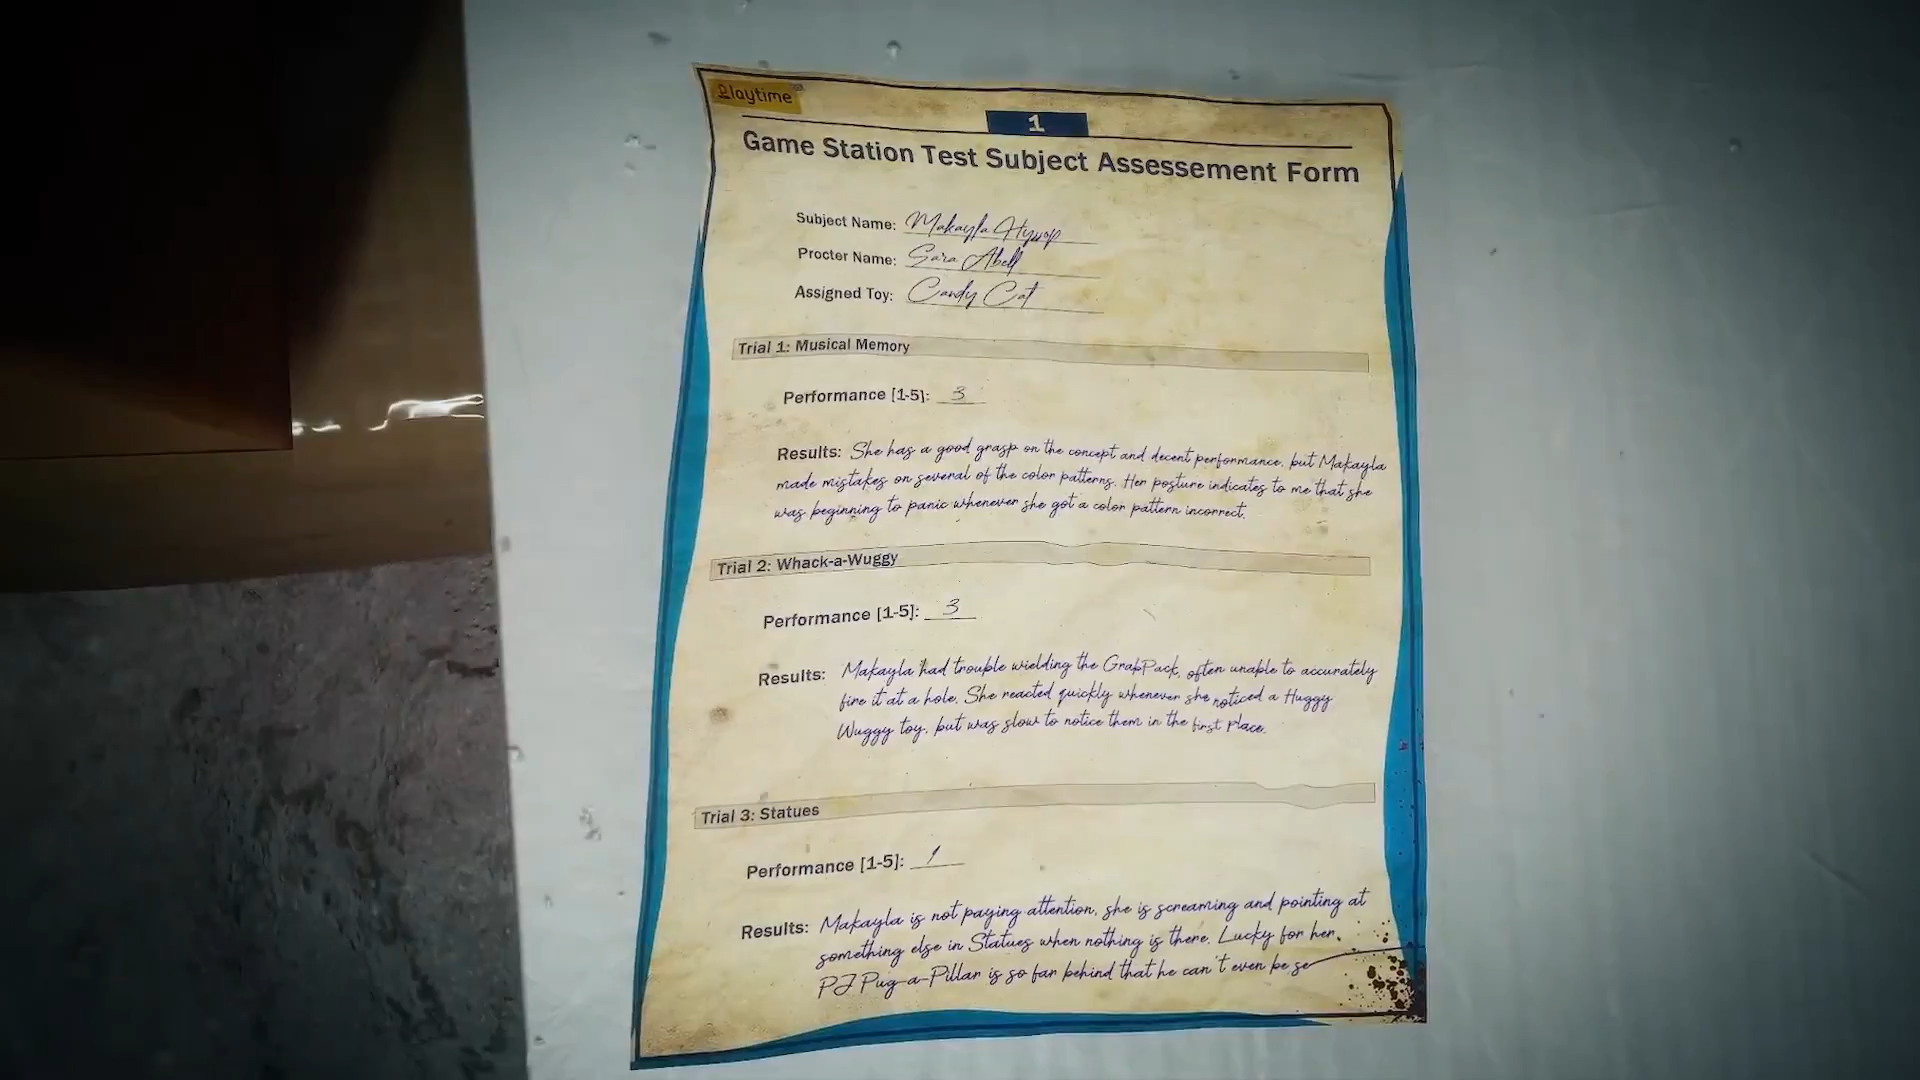 Playtime
1
Game Station Test Subject Assessement Form
Subject Name: Makayla Hyssop
Procter Name: Sara Abell
Assigned Toy: Candy Cat
Trial 1: Musical Memory
Performance [1-5]: 3
Results: She has a good grasp on the concept and decent performance, but Makayla
made mistakes on several of the color patterns. Her posture indicates to me that she
was beginning to panic whenever she got a color pattern incorrect.
Trial 2: Whack-a-Wuggy
Performance [1-5]: 3
Results: Makayla had trouble wielding the GrabPack, often unable to accurately
fire it at a hole. She reacted quickly whenever she noticed a Huggy
Wuggy toy, but was slow to notice them in the first place.
Trial 3: Statues
Performance [1-5]: 1
Results: Makayla is not paying attention, she is screaming and pointing at
something else in Statues when nothing is there. Lucky for her,
PJ Pug-a-Pillar is so far behind that he can't even be se